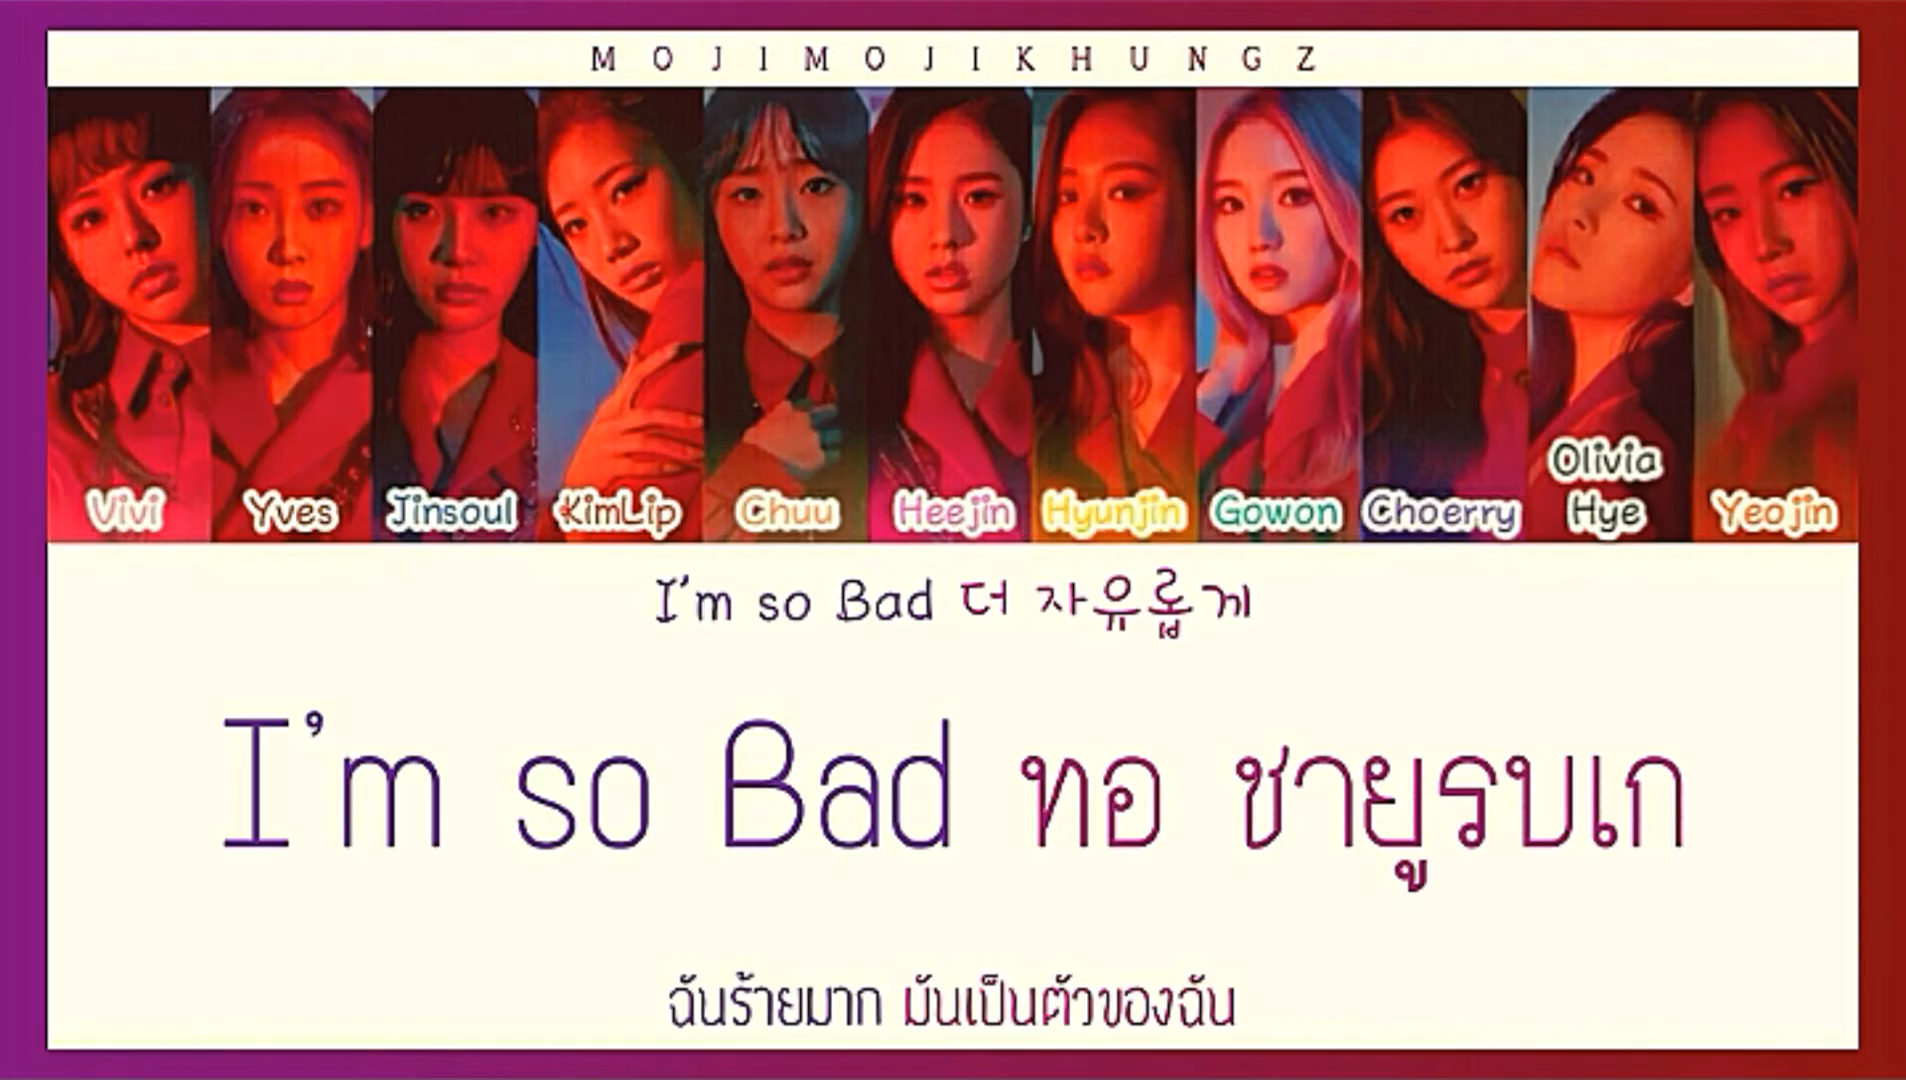 MOJIMOJIKHUNGZ
Vivi Yves Jinsoul KimLip Chuu Heejin Hyunjin Gowon Choerry Olivia Hye Yeojin
I'm so Bad 더 자유롭게
I'm so Bad ทอ ชายูรบเก
ฉันร้ายมาก มันเป็นตัวของฉัน